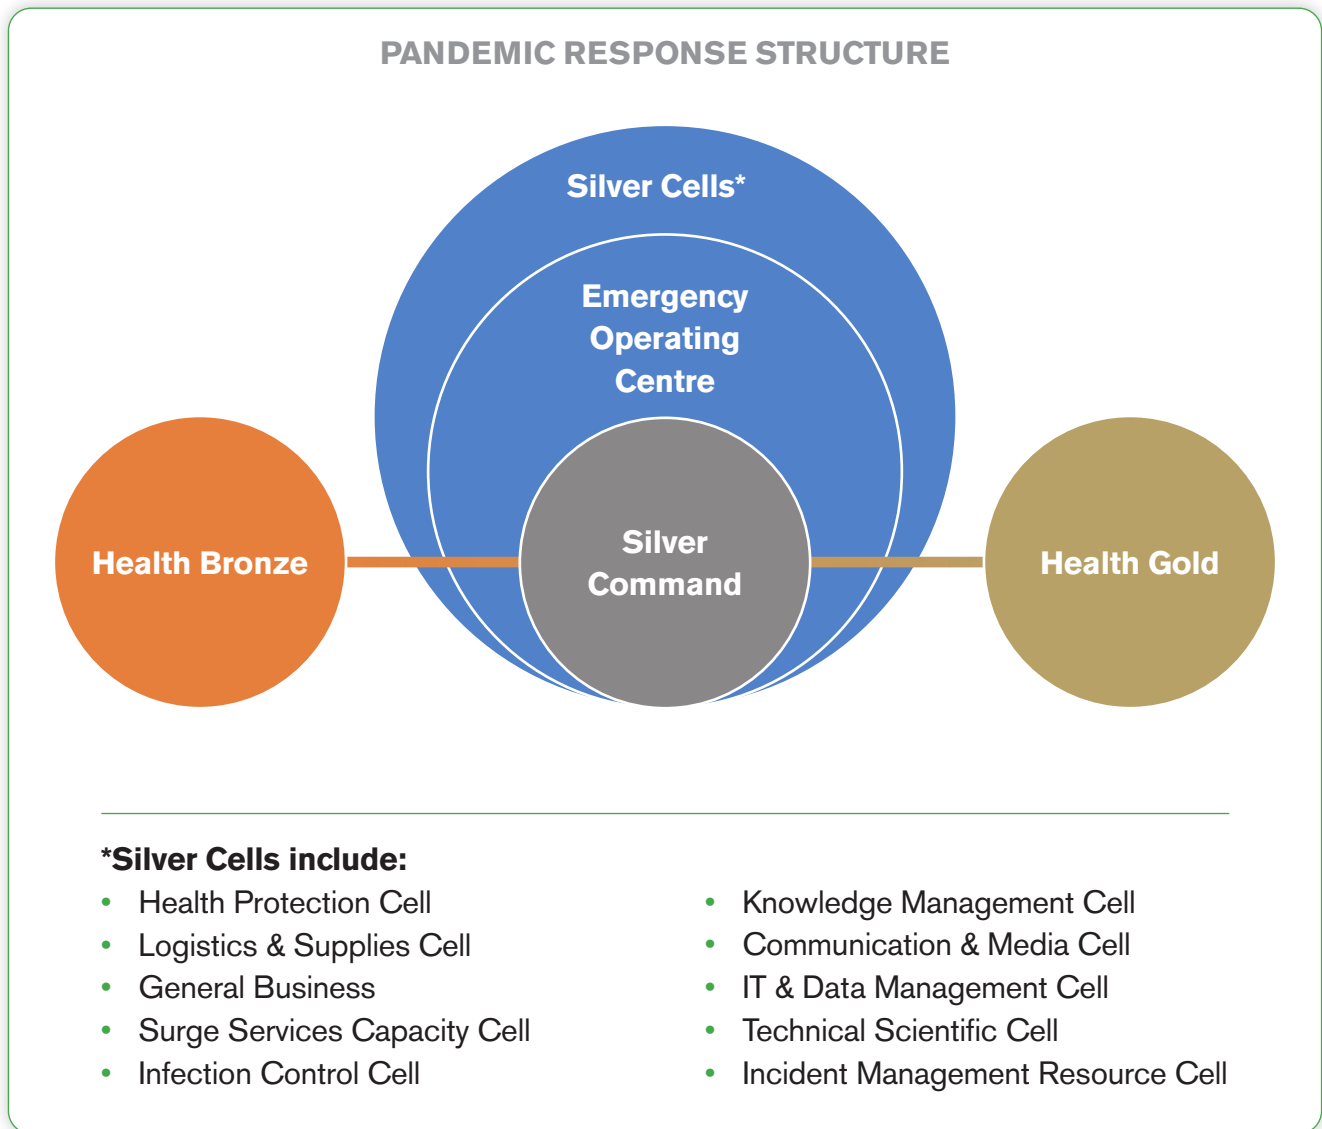 PANDEMIC RESPONSE STRUCTURE
Silver Cells*
Emergency
Operating
Centre
Health Bronze
Silver
Command
Health Gold
*Silver Cells include:
• Health Protection Cell
• Logistics & Supplies Cell
• General Business
• Surge Services Capacity Cell
• Infection Control Cell
• Knowledge Management Cell
• Communication & Media Cell
• IT & Data Management Cell
• Technical Scientific Cell
• Incident Management Resource Cell